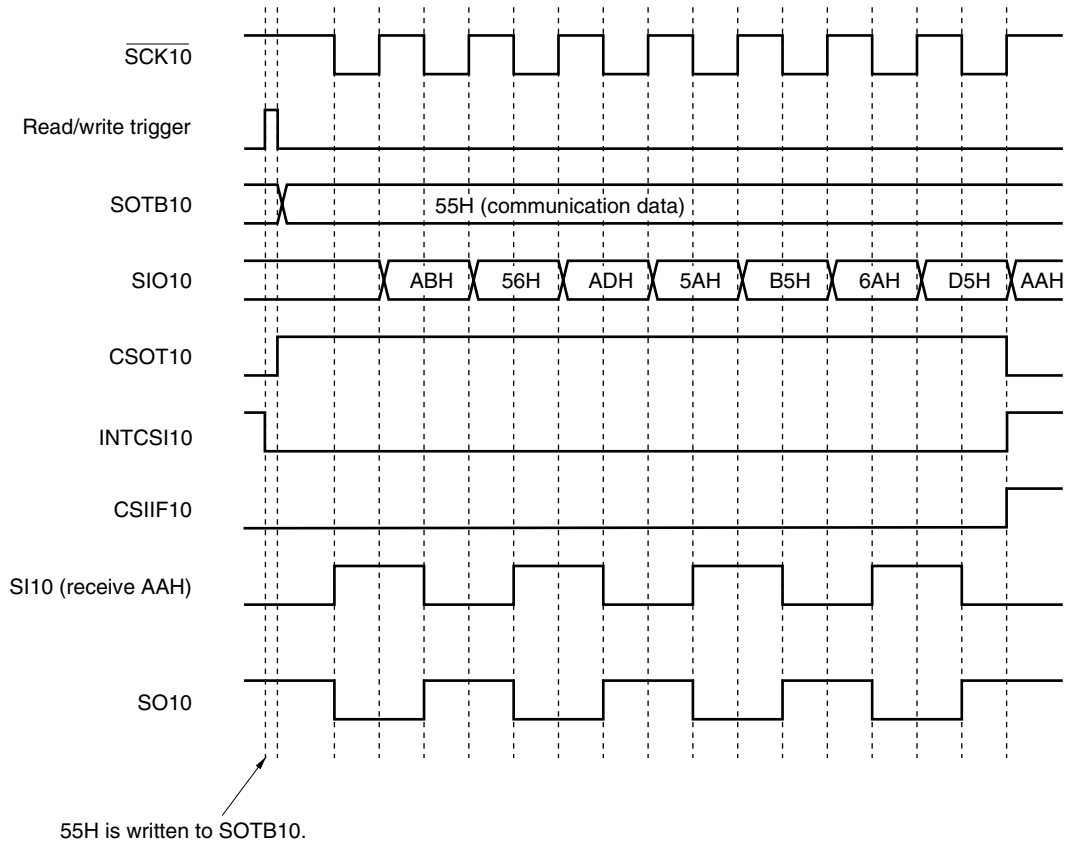 SCK10
Read/write trigger
SOTB10
55H (communication data)
SIO10
ABH 56H ADH 5AH B5H 6AH D5H AAH
CSOT10
INTCSI10
CSIIF10
SI10 (receive AAH)
SO10
55H is written to SOTB10.